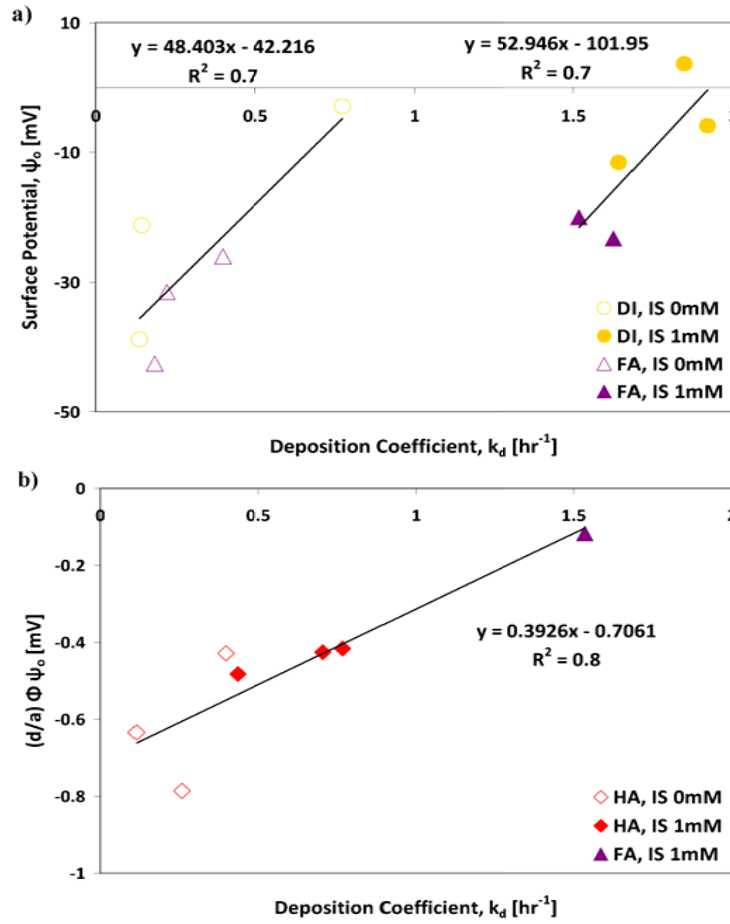 a)
10
y = 48.403x - 42.216
R² = 0.7
y = 52.946x - 101.95
R² = 0.7
0
0.5
1
1.5
2
-10
-30
-50
Surface Potential, ψₒ [mV]
DI, IS 0mM
DI, IS 1mM
FA, IS 0mM
FA, IS 1mM
Deposition Coefficient, k_d [hr⁻¹]
b)
0
0
0.5
1
1.5
2
-0.2
-0.4
-0.6
-0.8
-1
(d/a) Φ ψₒ [mV]
y = 0.3926x - 0.7061
R² = 0.8
HA, IS 0mM
HA, IS 1mM
FA, IS 1mM
Deposition Coefficient, k_d [hr⁻¹]